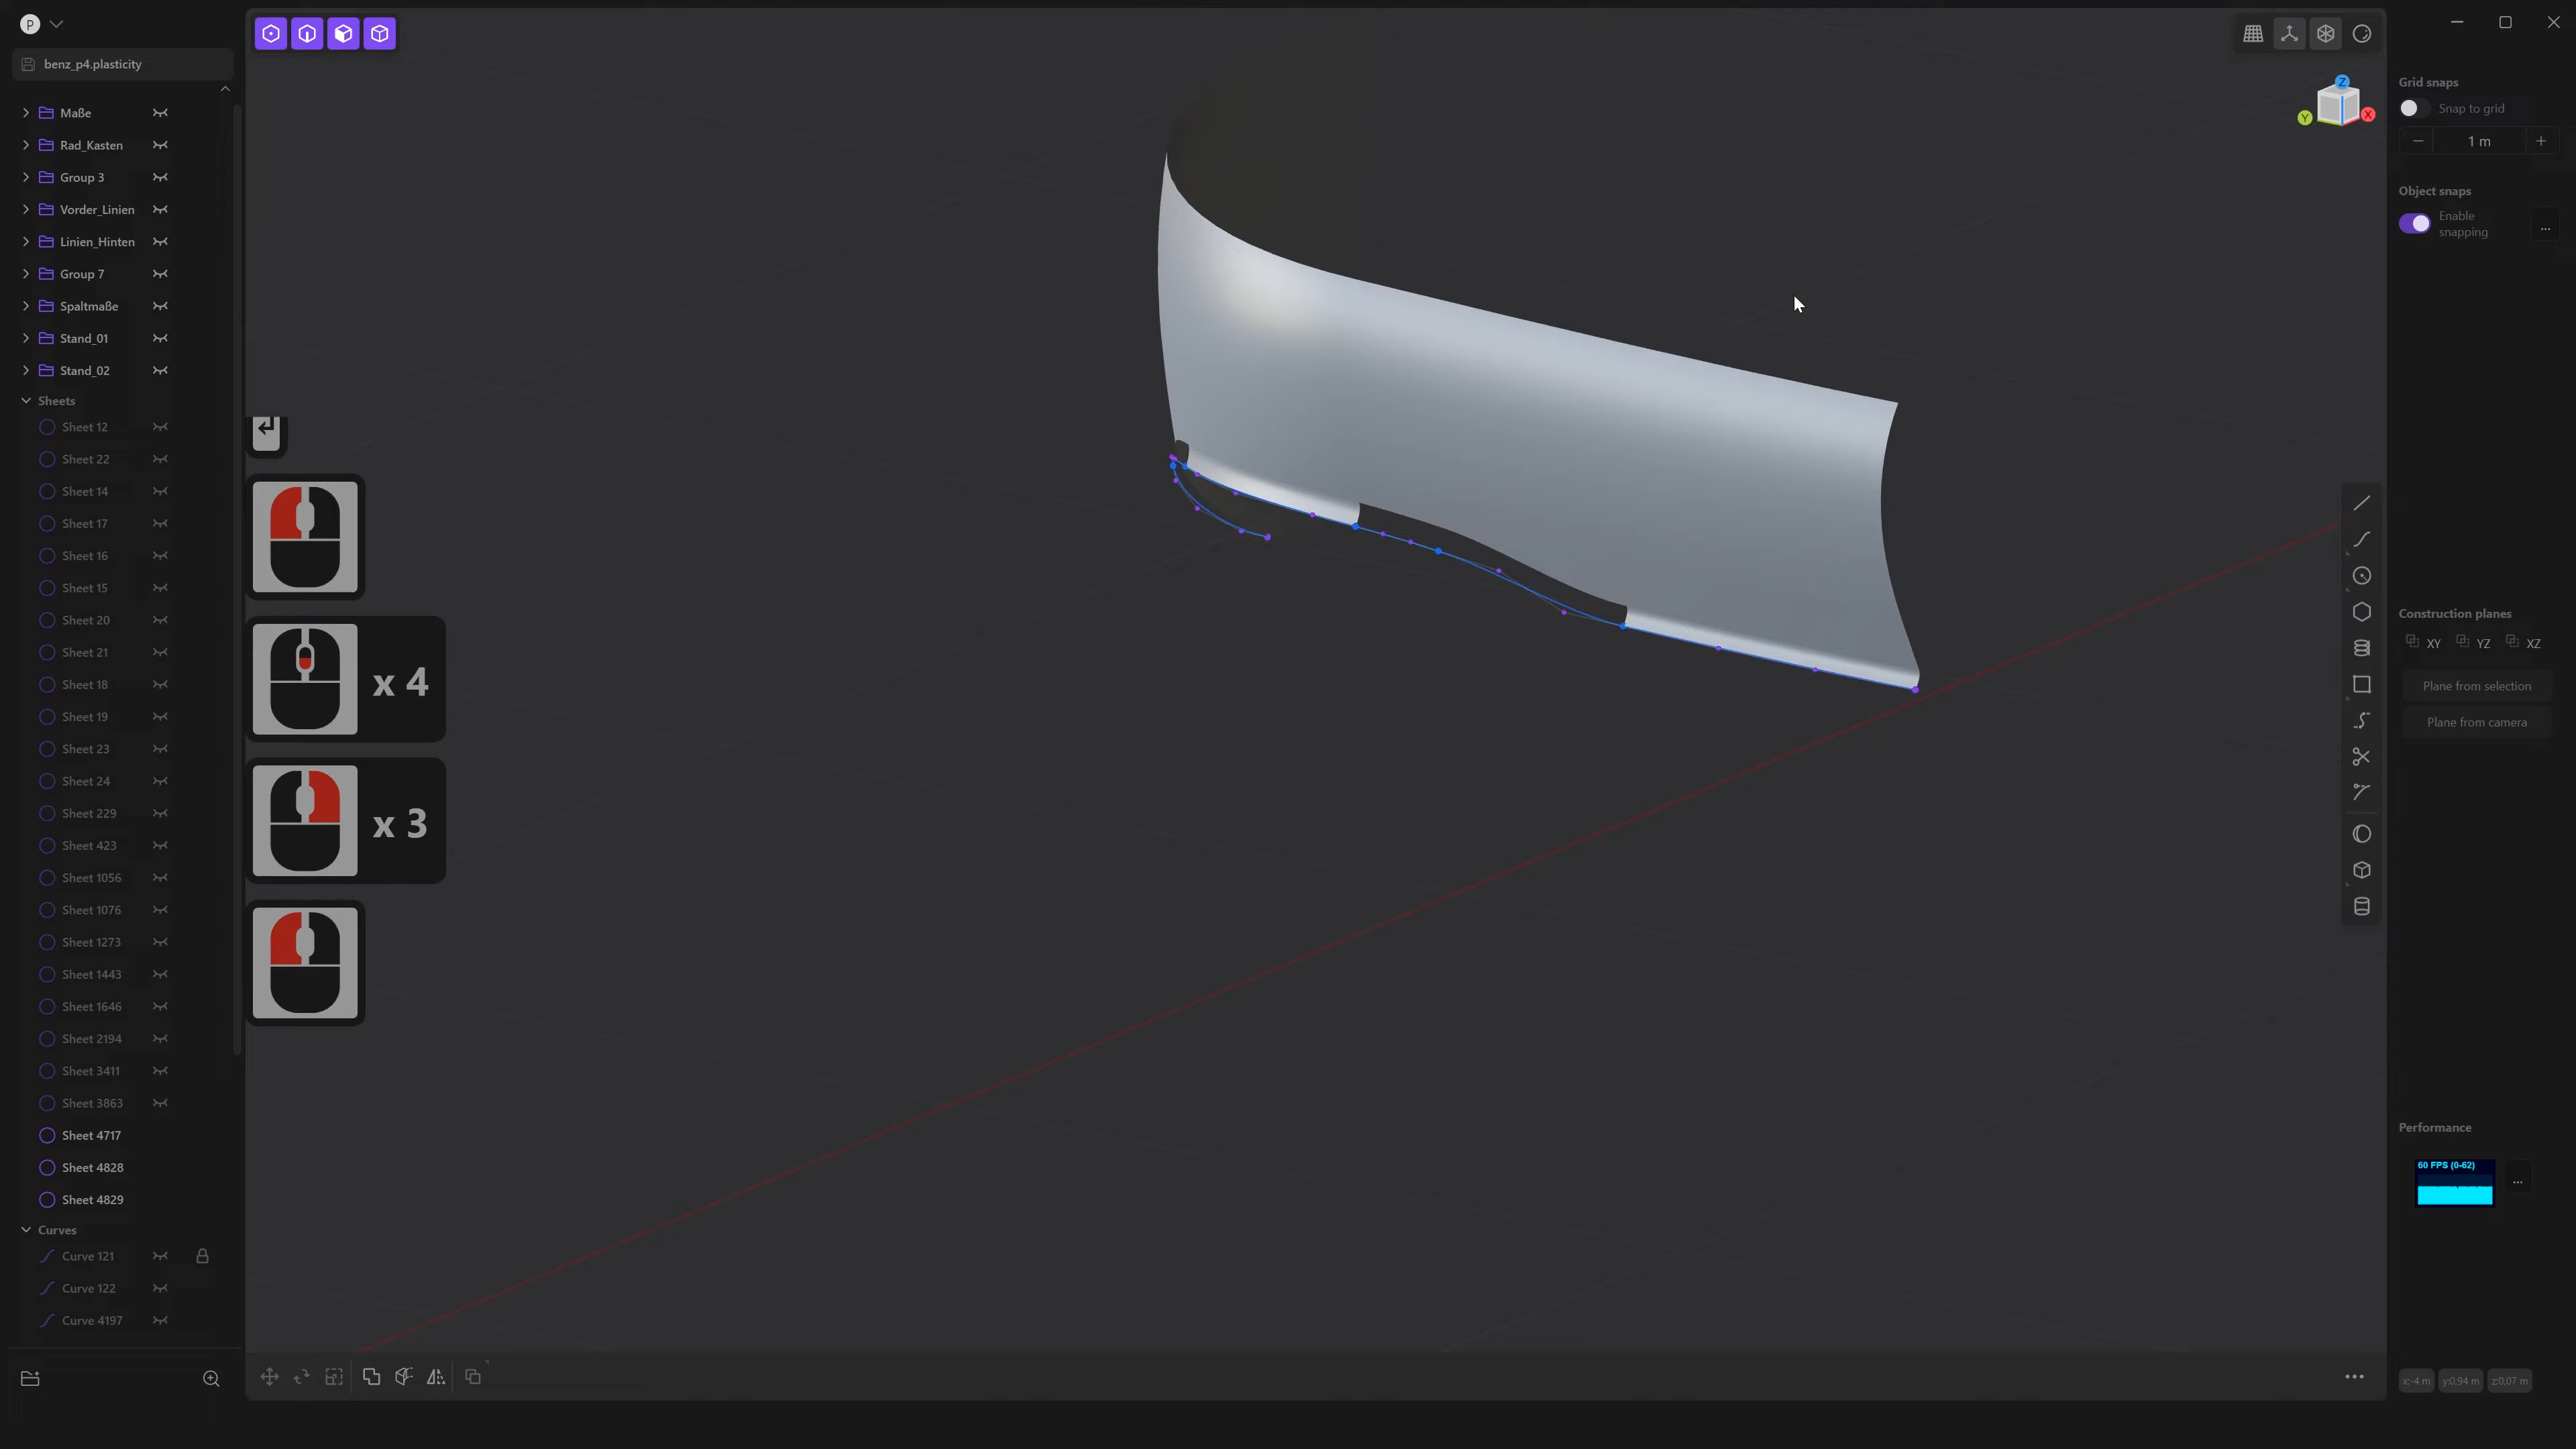 P
benz_p4.plasticity
Maße
Rad_Kasten
Group 3
Vorder_Linien
Linien_Hinten
Group 7
Spaltmaße
Stand_01
Stand_02
Sheets
Sheet 12
Sheet 22
Sheet 14
Sheet 17
Sheet 16
Sheet 15
Sheet 20
Sheet 21
Sheet 18
Sheet 19
Sheet 23
Sheet 24
Sheet 229
Sheet 423
Sheet 1056
Sheet 1076
Sheet 1273
Sheet 1443
Sheet 1646
Sheet 2194
Sheet 3411
Sheet 3863
Sheet 4717
Sheet 4828
Sheet 4829
Curves
Curve 121
Curve 122
Curve 4197
x 4
x 3
Z
Y
X
Grid snaps
Snap to grid
1 m
Object snaps
Enable
snapping
...
Construction planes
XY YZ XZ
Plane from selection
Plane from camera
Performance
60 FPS (0-62)
...
x:-4 m y:0,94 m z:0,07 m